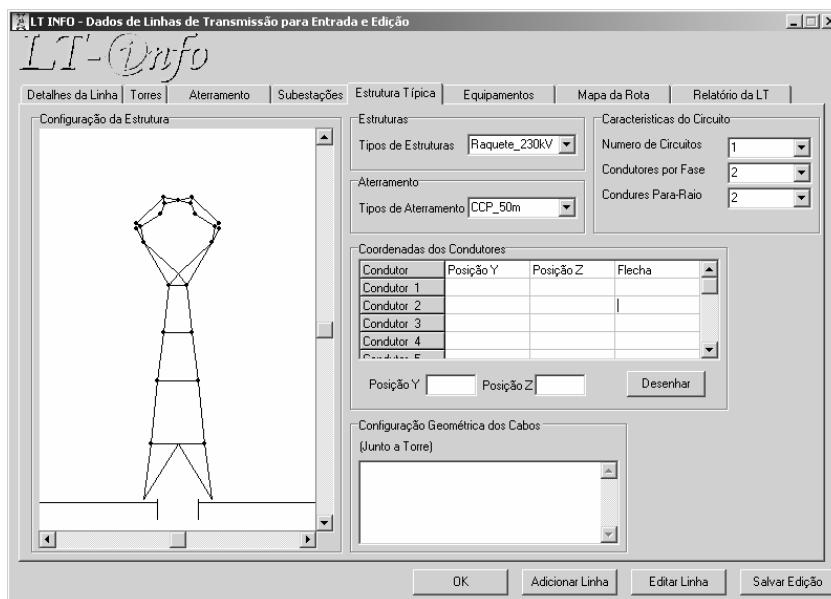 LT INFO - Dados de Linhas de Transmissão para Entrada e Edição
LT-@info
Detalhes da Linha
Torres
Aterramento
Subestações
Estrutura Típica
Equipamentos
Mapa da Rota
Relatório da LT
Configuração da Estrutura
Estruturas
Tipos de Estruturas Raquete_230kV
Aterramento
Tipos de Aterramento CCP_50m
Caracteristicas do Circuito
Numero de Circuitos 1
Condutores por Fase 2
Condures Para-Raio 2
Coordenadas dos Condutores
Condutor Posição Y Posição Z Flecha
Condutor 1
Condutor 2
Condutor 3
Condutor 4
Condutor 5
Posição Y Posição Z Desenhar
Configuração Geométrica dos Cabos
(Junto a Torre)
OK Adicionar Linha Editar Linha Salvar Edição